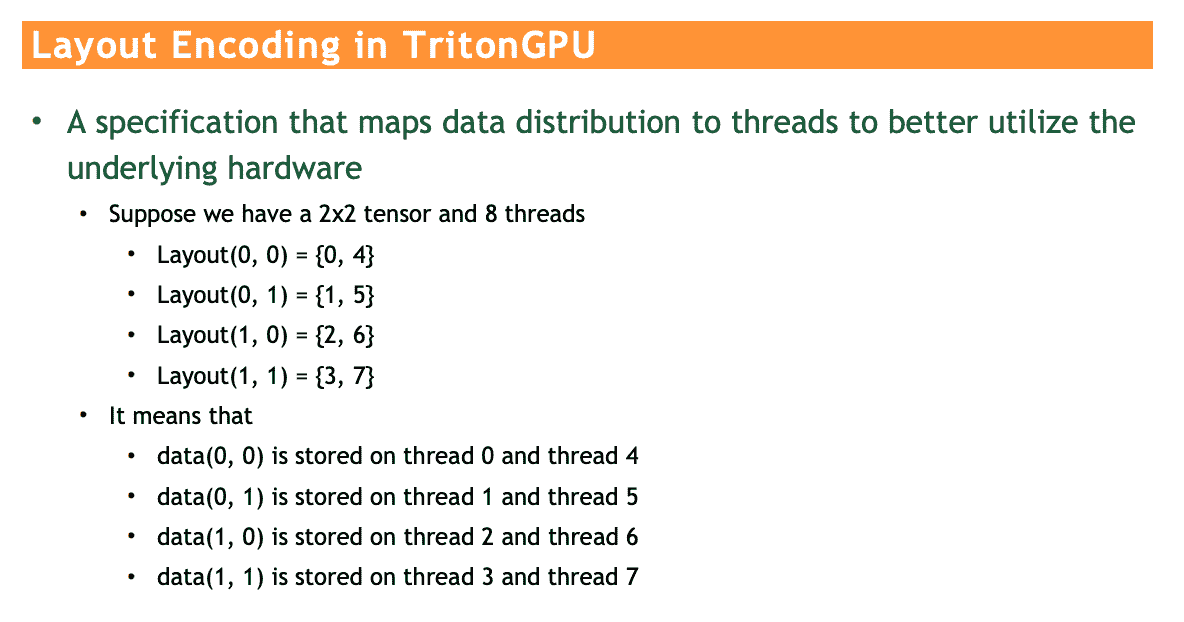 Layout Encoding in TritonGPU
• A specification that maps data distribution to threads to better utilize the
underlying hardware
• Suppose we have a 2x2 tensor and 8 threads
• Layout(0, 0) = {0, 4}
• Layout(0, 1) = {1, 5}
• Layout(1, 0) = {2, 6}
• Layout(1, 1) = {3, 7}
• It means that
• data(0, 0) is stored on thread 0 and thread 4
• data(0, 1) is stored on thread 1 and thread 5
• data(1, 0) is stored on thread 2 and thread 6
• data(1, 1) is stored on thread 3 and thread 7